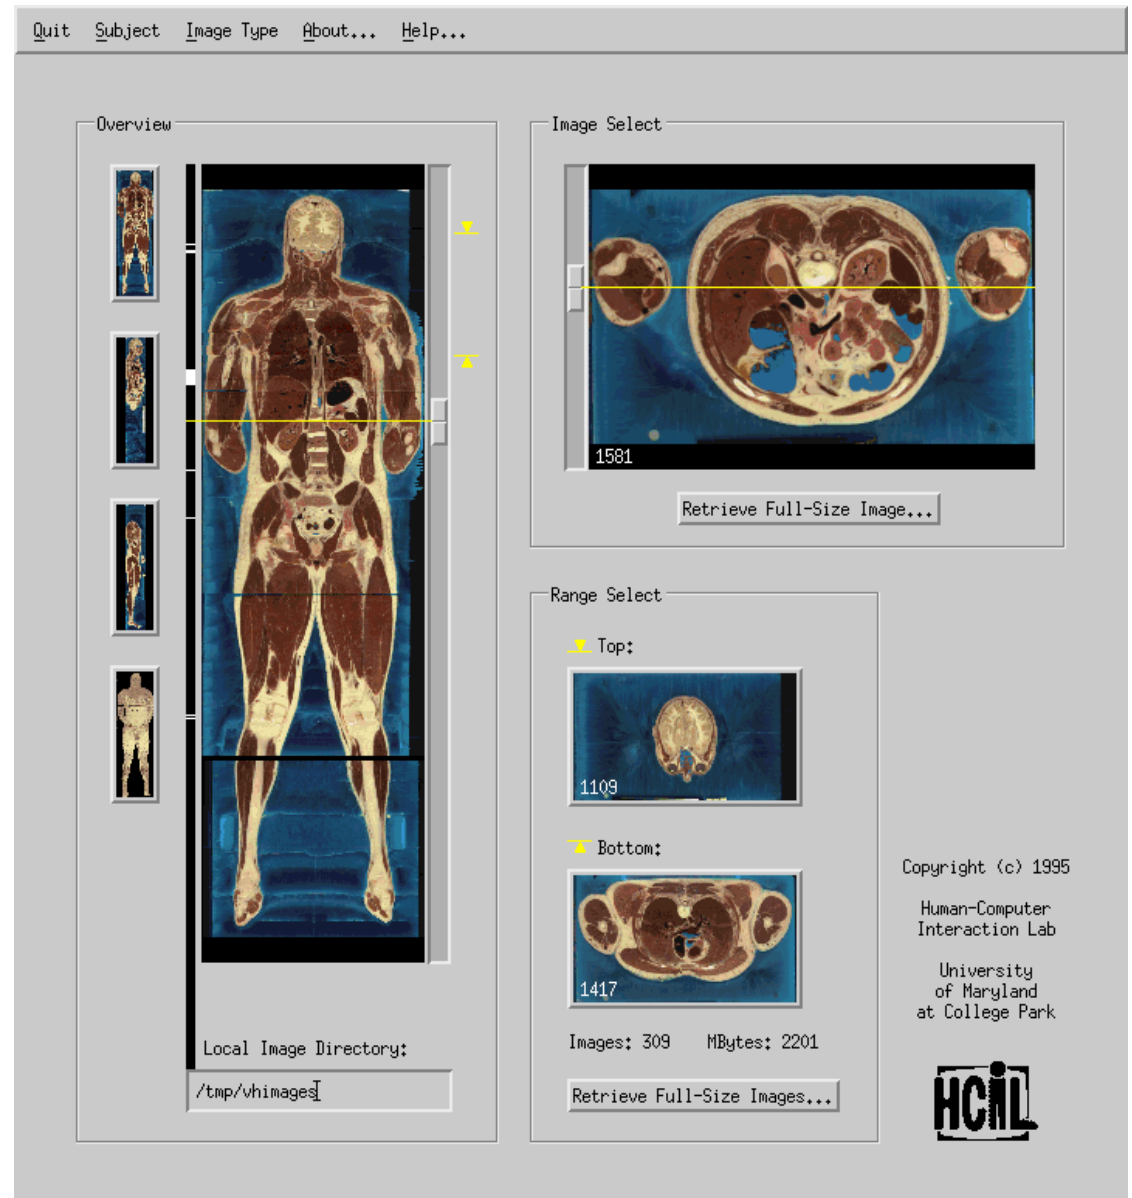 Quit Subject Image Type About... Help...
Overview
Image Select
1581
Retrieve Full-Size Image...
Range Select
Top:
1109
Bottom:
1417
Images: 309 MBytes: 2201
Retrieve Full-Size Images...
Local Image Directory:
/tmp/vhimages
Copyright (c) 1995
Human-Computer
Interaction Lab
University
of Maryland
at College Park
HCIL